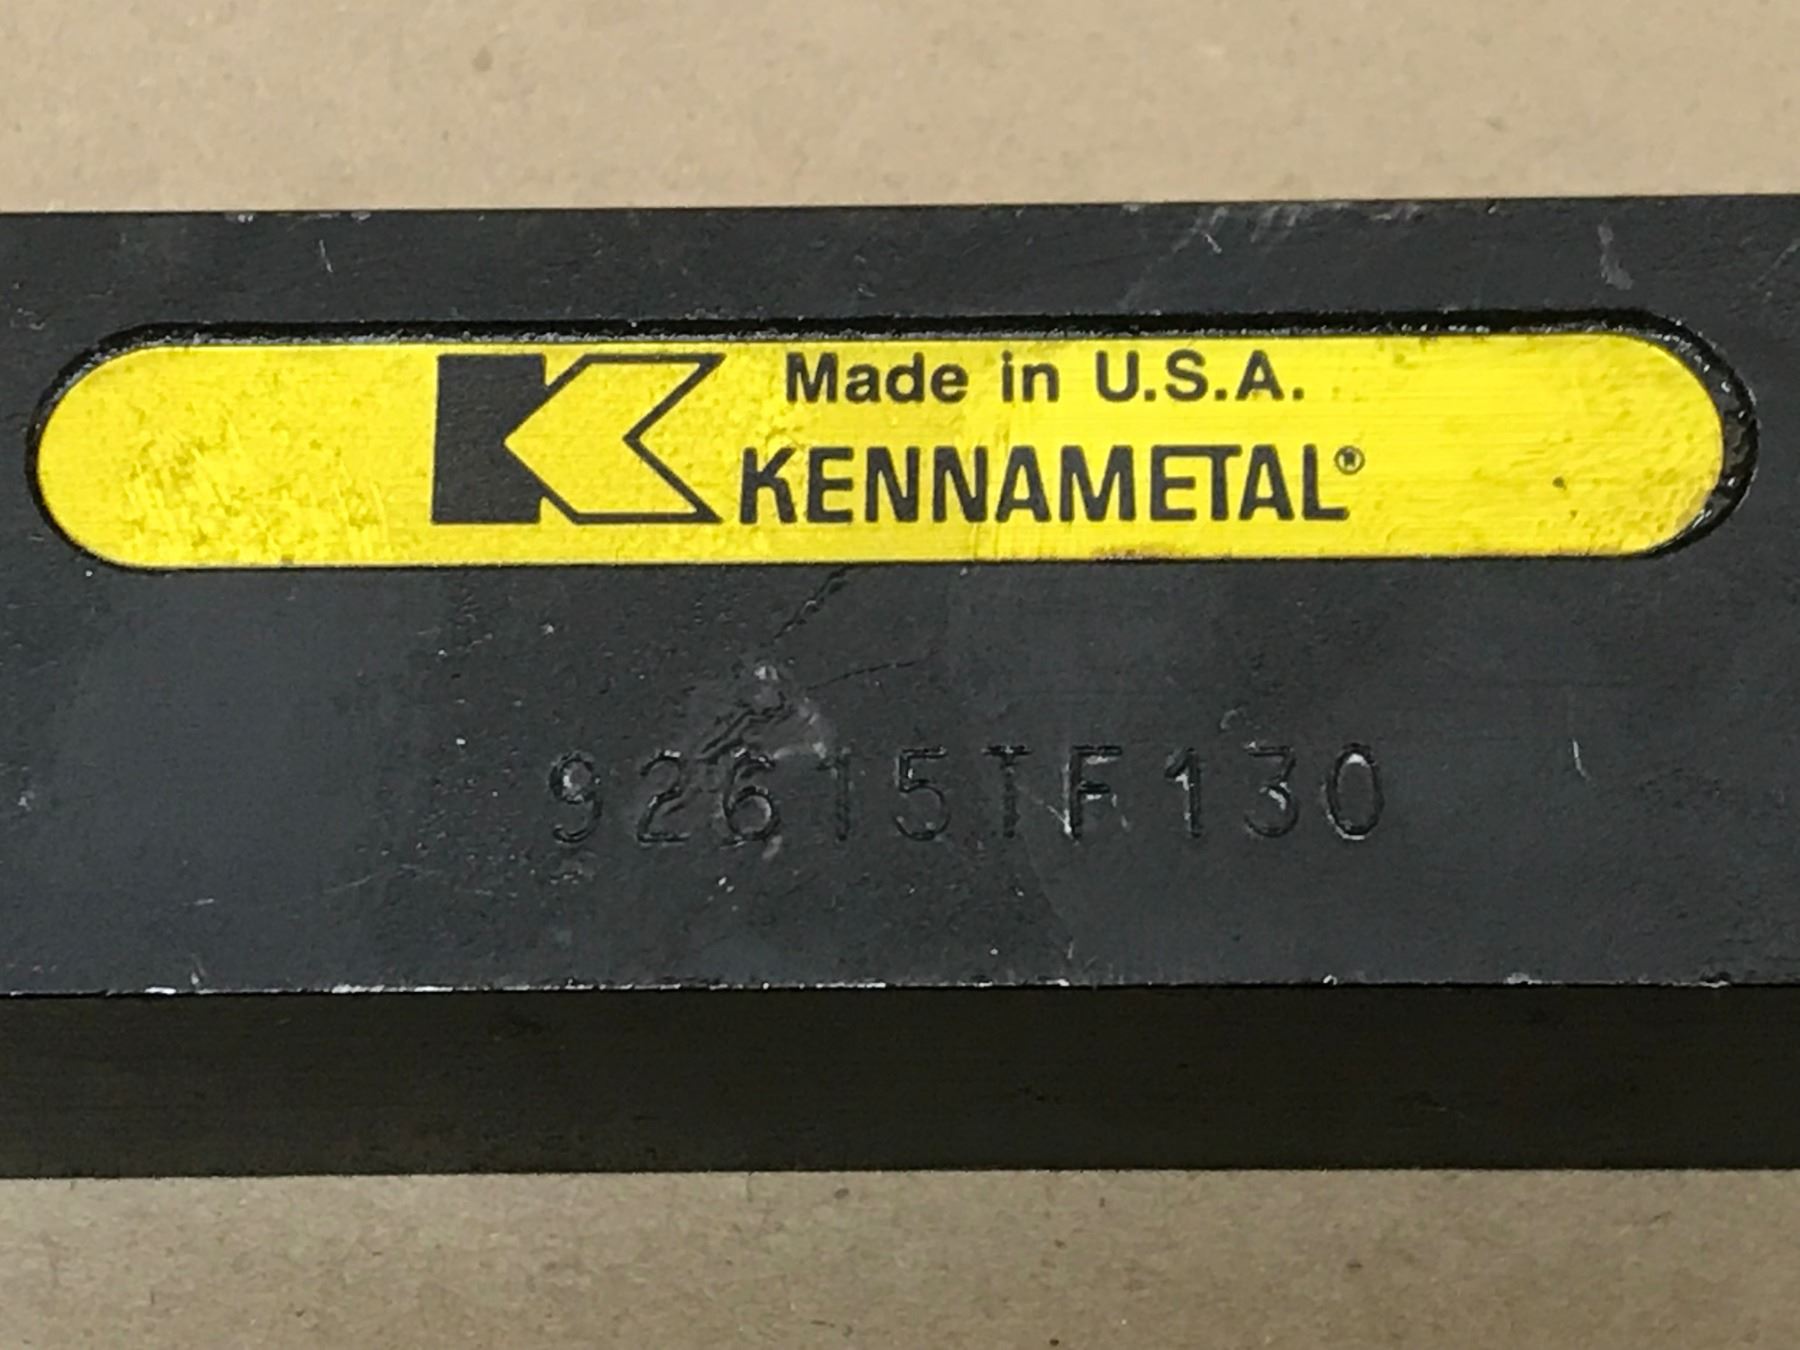 Made in U.S.A.
KENNAMETAL®
92615TF130